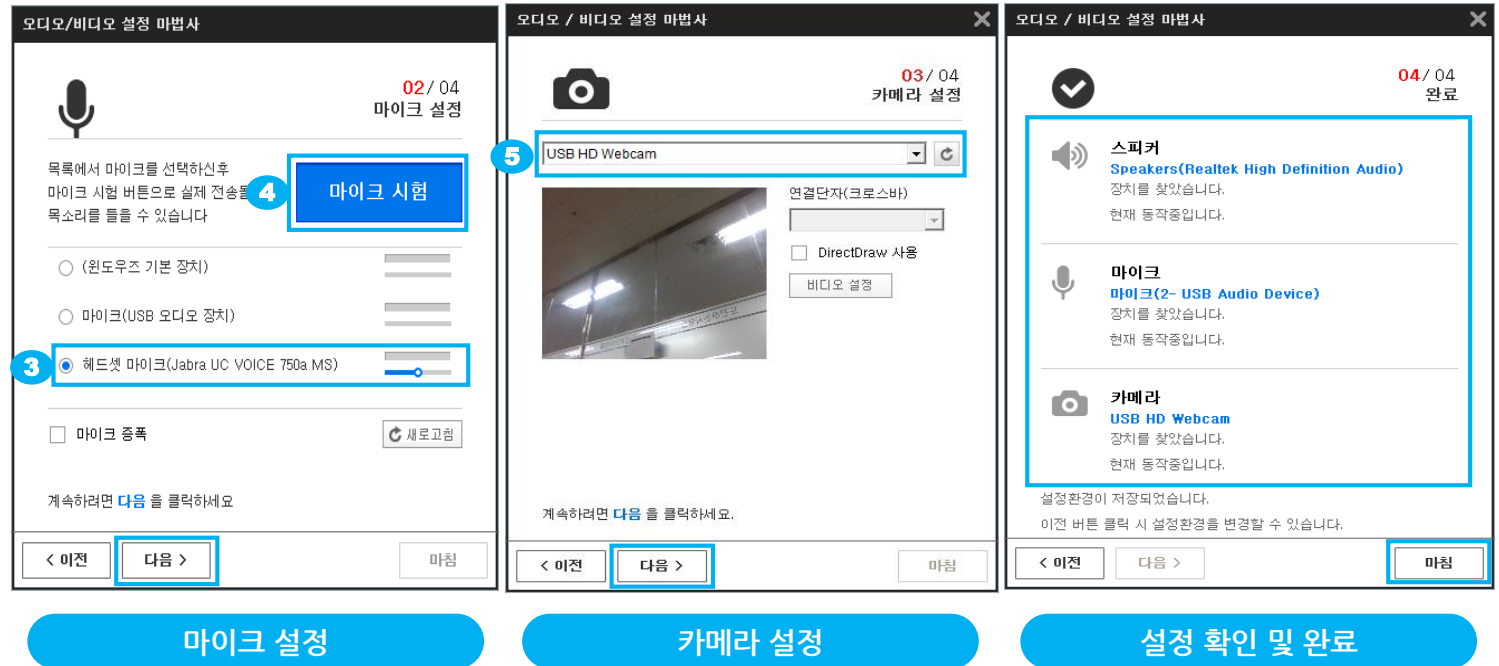 오디오/비디오 설정 마법사
02/ 04
마이크 설정
목록에서 마이크를 선택하신후
마이크 시험 버튼으로 실제 전송될
목소리를 들을 수 있습니다
4
마이크 시험
(윈도우즈 기본 장치)
마이크(USB 오디오 장치)
3
헤드셋 마이크(Jabra UC VOICE 750a MS)
마이크 증폭
새로고침
계속하려면 다음 을 클릭하세요
< 이전
다음 >
마침
마이크 설정
오디오 / 비디오 설정 마법사
03/ 04
카메라 설정
5
USB HD Webcam
연결단자(크로스바)
DirectDraw 사용
비디오 설정
계속하려면 다음 을 클릭하세요.
< 이전
다음 >
마침
카메라 설정
오디오 / 비디오 설정 마법사
04/ 04
완료
스피커
Speakers(Realtek High Definition Audio)
장치를 찾았습니다.
현재 동작중입니다.
마이크
마이크(2- USB Audio Device)
장치를 찾았습니다.
현재 동작중입니다.
카메라
USB HD Webcam
장치를 찾았습니다.
현재 동작중입니다.
설정환경이 저장되었습니다.
이전 버튼 클릭 시 설정환경을 변경할 수 있습니다.
< 이전
다음 >
마침
설정 확인 및 완료